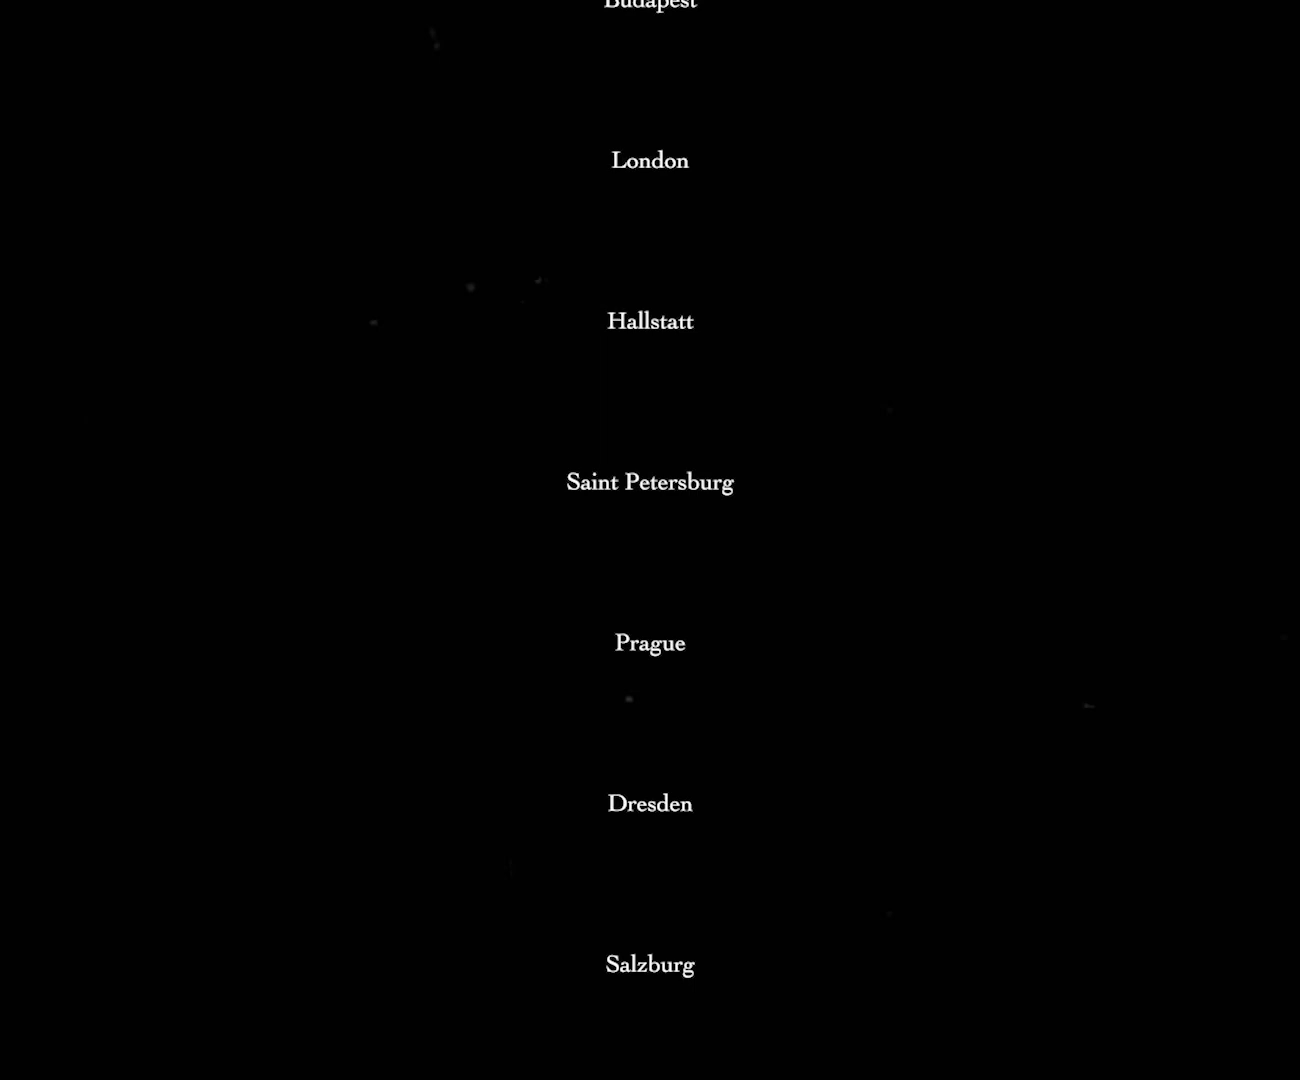 Budapest
London
Hallstatt
Saint Petersburg
Prague
Dresden
Salzburg